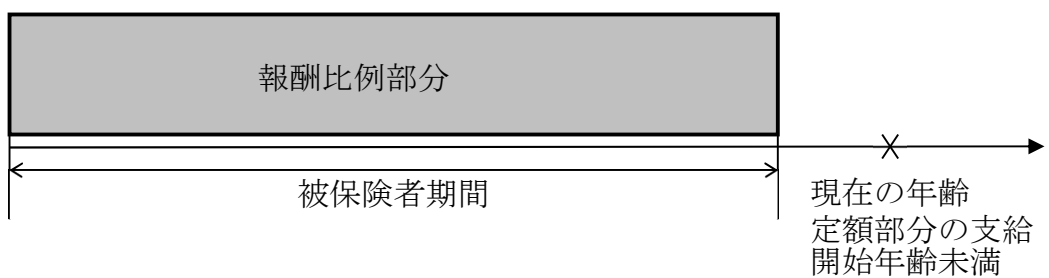 報酬比例部分
被保険者期間
現在の年齢
定額部分の支給
開始年齢未満